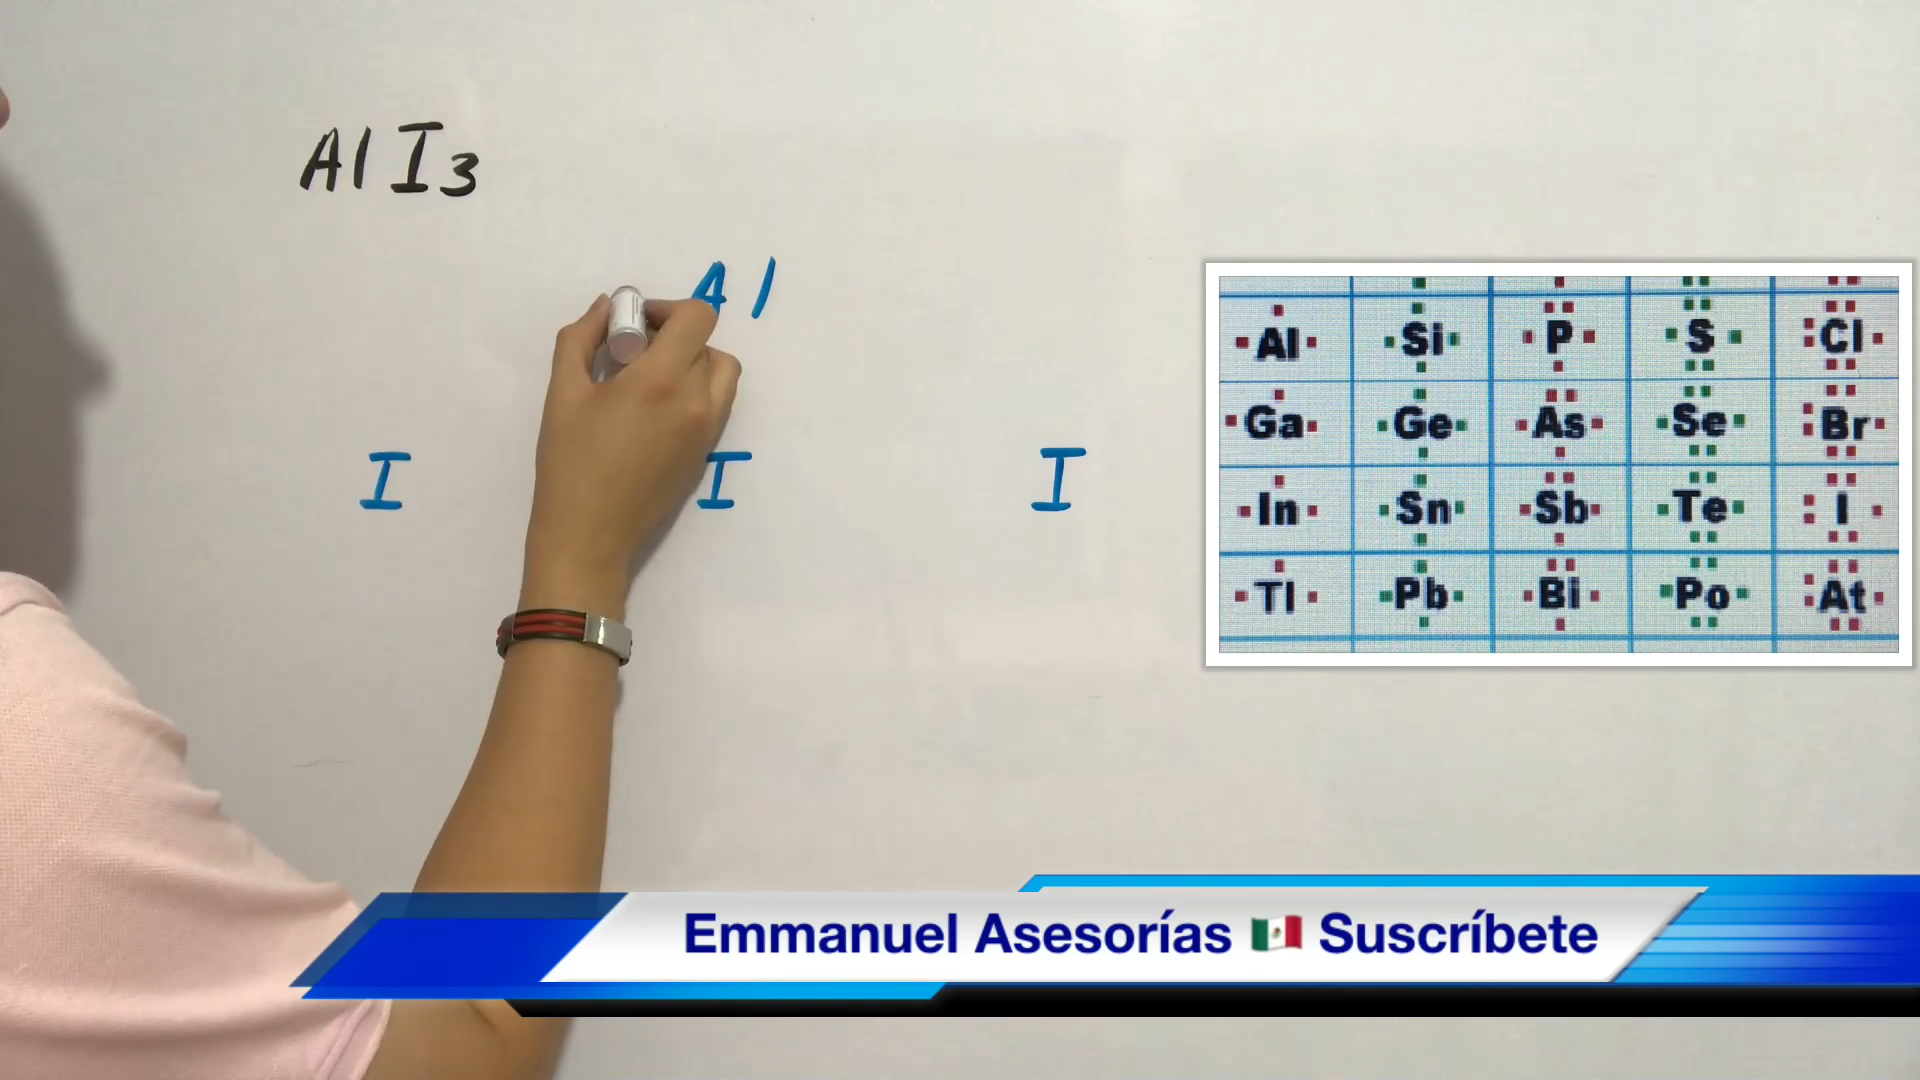 AlI3
Al
I I I
Al Si P S Cl
Ga Ge As Se Br
In Sn Sb Te I
Tl Pb Bi Po At
Emmanuel Asesorías 🇲🇽 Suscríbete